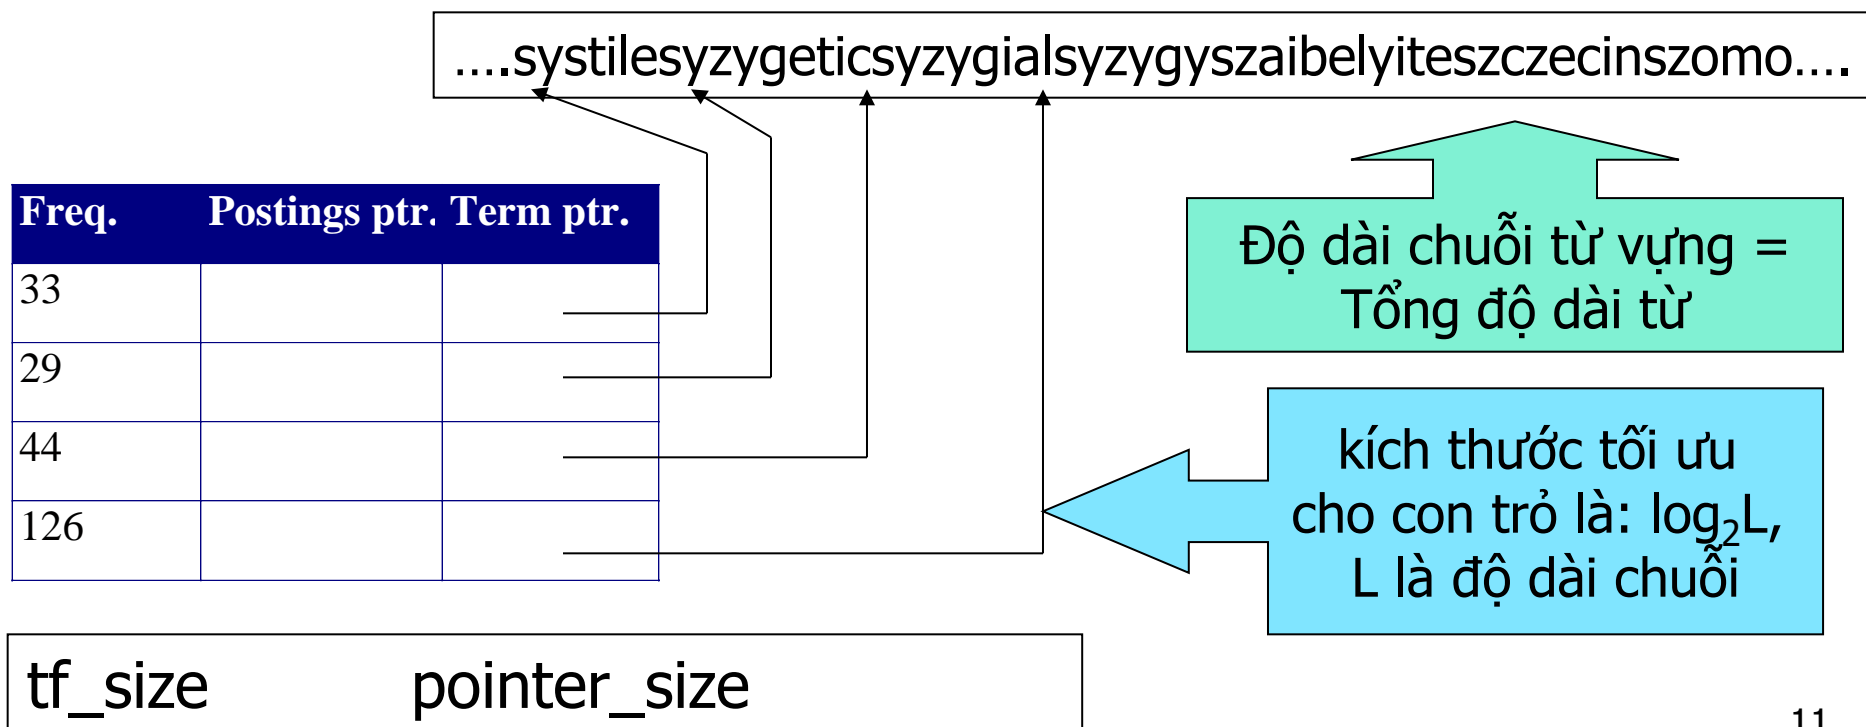 ....systilesyzygeticsyzygialsyzygyszaibelyiteszczecinszomo....
Freq. Postings ptr. Term ptr.
33
29
44
126
Độ dài chuỗi từ vựng =
Tổng độ dài từ
kích thước tối ưu
cho con trỏ là: log₂L,
L là độ dài chuỗi
tf_size pointer_size
11